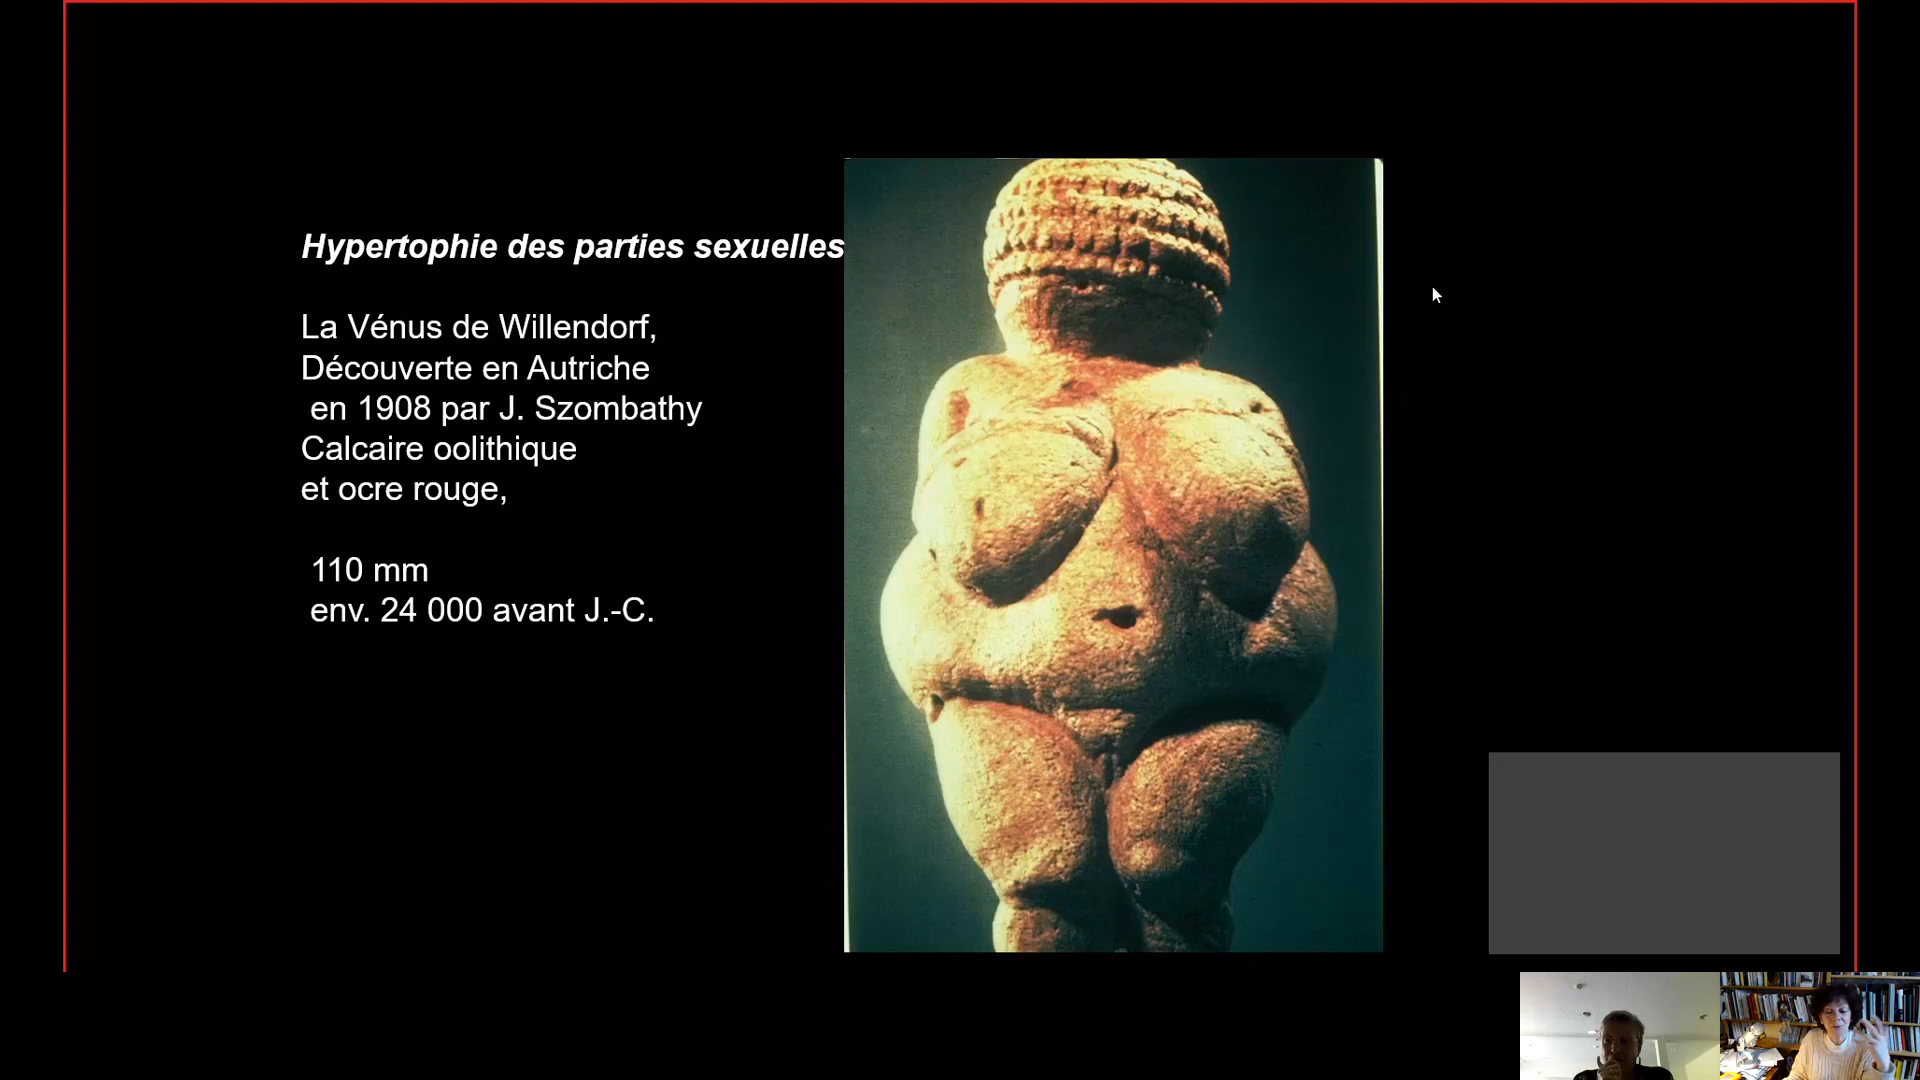 Hypertophie des parties sexuelles
La Vénus de Willendorf,
Découverte en Autriche
en 1908 par J. Szombathy
Calcaire oolithique
et ocre rouge,
110 mm
env. 24 000 avant J.-C.